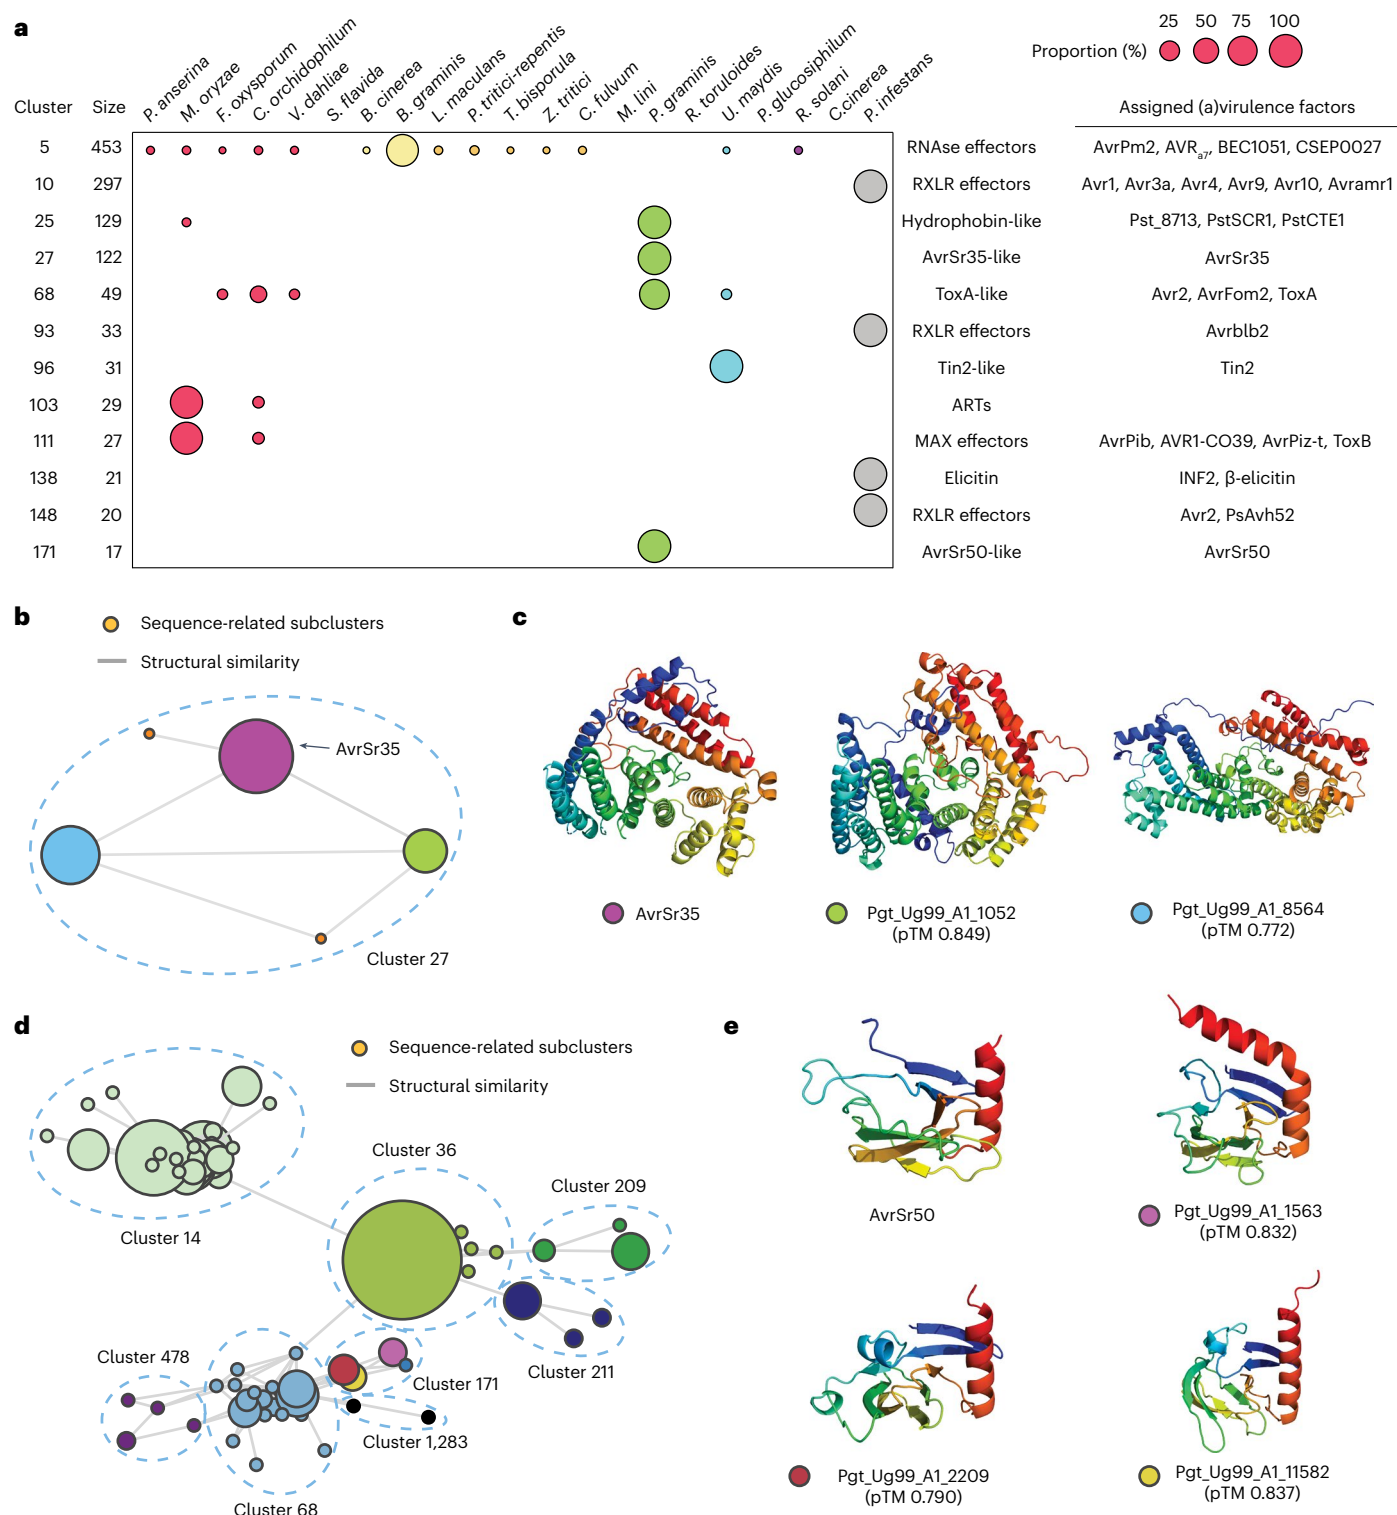 a
25 50 75 100
Proportion (%)
Cluster Size P. anserina M. oryzae F. oxysporum C. orchidophilum V. dahliae S. flavida B. cinerea B. graminis L. maculans P. tritici-repentis T. bisporula Z. tritici C. fulvum M. lini P. graminis R. toruloides U. maydis P. glucosiphilum R. solani C.cinerea P. infestans
Assigned (a)virulence factors
5 453 RNAse effectors AvrPm2, AVRa7, BEC1051, CSEP0027
10 297 RXLR effectors Avr1, Avr3a, Avr4, Avr9, Avr10, Avramr1
25 129 Hydrophobin-like Pst_8713, PstSCR1, PstCTE1
27 122 AvrSr35-like AvrSr35
68 49 ToxA-like Avr2, AvrFom2, ToxA
93 33 RXLR effectors Avrblb2
96 31 Tin2-like Tin2
103 29 ARTs
111 27 MAX effectors AvrPib, AVR1-CO39, AvrPiz-t, ToxB
138 21 Elicitin INF2, β-elicitin
148 20 RXLR effectors Avr2, PsAvh52
171 17 AvrSr50-like AvrSr50
b
Sequence-related subclusters
Structural similarity
AvrSr35
Cluster 27
c
AvrSr35
Pgt_Ug99_A1_1052
(pTM 0.849)
Pgt_Ug99_A1_8564
(pTM 0.772)
d
Sequence-related subclusters
Structural similarity
Cluster 14
Cluster 36
Cluster 209
Cluster 211
Cluster 478
Cluster 171
Cluster 1,283
Cluster 68
e
AvrSr50
Pgt_Ug99_A1_1563
(pTM 0.832)
Pgt_Ug99_A1_2209
(pTM 0.790)
Pgt_Ug99_A1_11582
(pTM 0.837)